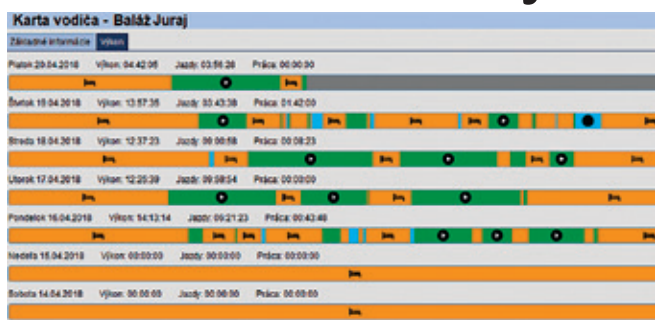 Karta vodiča - Baláž Juraj
Základné informácie Výkon
Piatok 20.04.2018 Výkon: 04:42:05 Jazdy: 03:56:28 Práca: 00:00:00
Štvrtok 19.04.2018 Výkon: 13:57:35 Jazdy: 03:43:38 Práca: 01:42:00
Streda 18.04.2018 Výkon: 12:37:23 Jazdy: 09:00:58 Práca: 00:08:23
Utorok 17.04.2018 Výkon: 12:25:39 Jazdy: 09:58:54 Práca: 00:00:00
Pondelok 16.04.2018 Výkon: 14:13:14 Jazdy: 09:21:23 Práca: 00:43:46
Nedeľa 15.04.2018 Výkon: 00:00:00 Jazdy: 00:00:00 Práca: 00:00:00
Sobota 14.04.2018 Výkon: 00:00:00 Jazdy: 00:00:00 Práca: 00:00:00